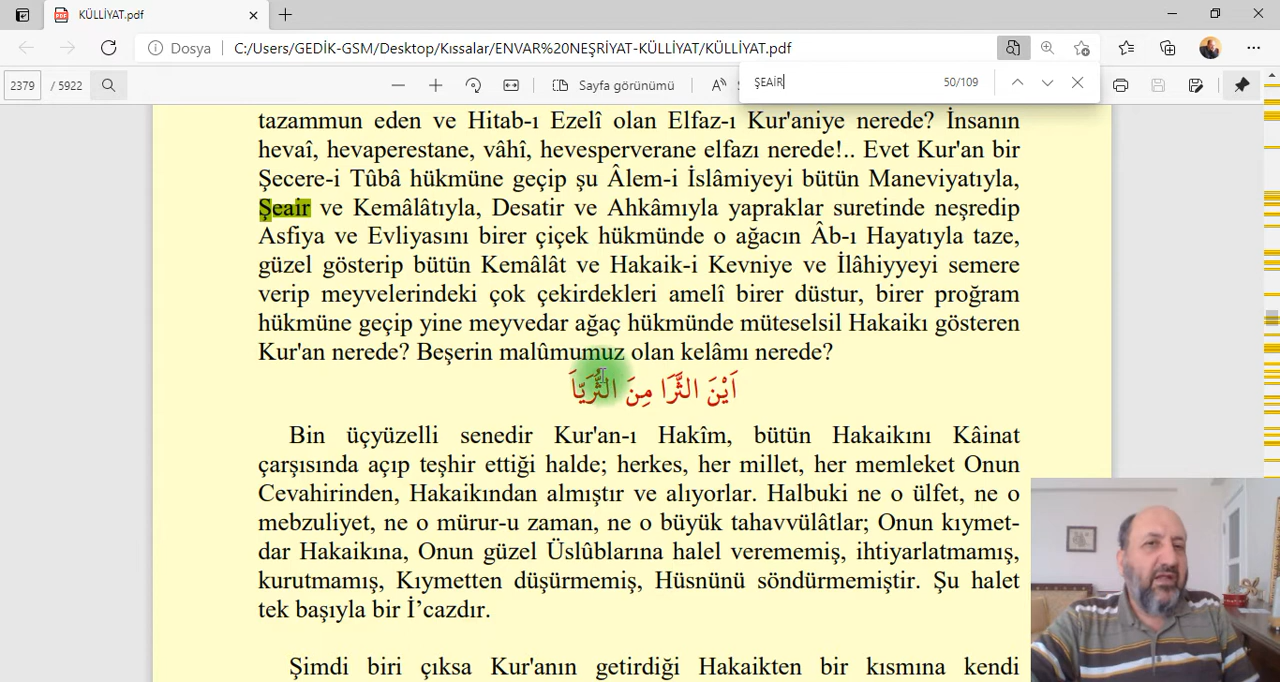 KÜLLİYAT.pdf
Dosya
C:/Users/GEDİK-GSM/Desktop/Kıssalar/ENVAR%20NEŞRİYAT-KÜLLİYAT/KÜLLİYAT.pdf
2379 / 5922
Sayfa görünümü
ŞEAİR 50/109
tazammun eden ve Hitab-ı Ezelî olan Elfaz-ı Kur'aniye nerede? İnsanın
hevaî, hevaperestane, vâhî, hevesperverane elfazı nerede!.. Evet Kur'an bir
Şecere-i Tûbâ hükmüne geçip şu Âlem-i İslâmiyeyi bütün Maneviyatıyla,
Şeair ve Kemâlâtıyla, Desatir ve Ahkâmıyla yapraklar suretinde neşredip
Asfiya ve Evliyasını birer çiçek hükmünde o ağacın Âb-ı Hayatıyla taze,
güzel gösterip bütün Kemâlât ve Hakaik-i Kevniye ve İlâhiyyeyi semere
verip meyvelerindeki çok çekirdekleri amelî birer düstur, birer proğram
hükmüne geçip yine meyvedar ağaç hükmünde müteselsil Hakaikı gösteren
Kur'an nerede? Beşerin malûmumuz olan kelâmı nerede?
اَيْنَ الثَّرَا مِنَ الثُّرَيَّا
Bin üçyüzelli senedir Kur'an-ı Hakîm, bütün Hakaikını Kâinat
çarşısında açıp teşhir ettiği halde; herkes, her millet, her memleket Onun
Cevahirinden, Hakaikından almıştır ve alıyorlar. Halbuki ne o ülfet, ne o
mebzuliyet, ne o mürur-u zaman, ne o büyük tahavvülâtlar; Onun kıymet-
dar Hakaikına, Onun güzel Üslûblarına halel verememiş, ihtiyarlatmamış,
kurutmamış, Kıymetten düşürmemiş, Hüsnünü söndürmemiştir. Şu halet
tek başıyla bir İ’cazdır.
Şimdi biri çıksa Kur'anın getirdiği Hakaikten bir kısmına kendi